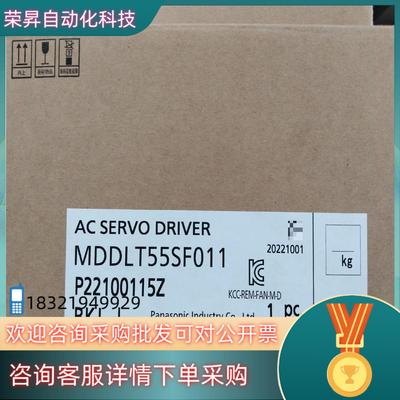 荣昇自动化科技
AC SERVO DRIVER
MDDLT55SF011
20221001
kg
P22100115Z
KCC-REM-FAN-M-D
Panasonic Industry Co., Ltd.
1 pc
18321949929
欢迎咨询采购批发可对公开票
咨询客服详情下单采购